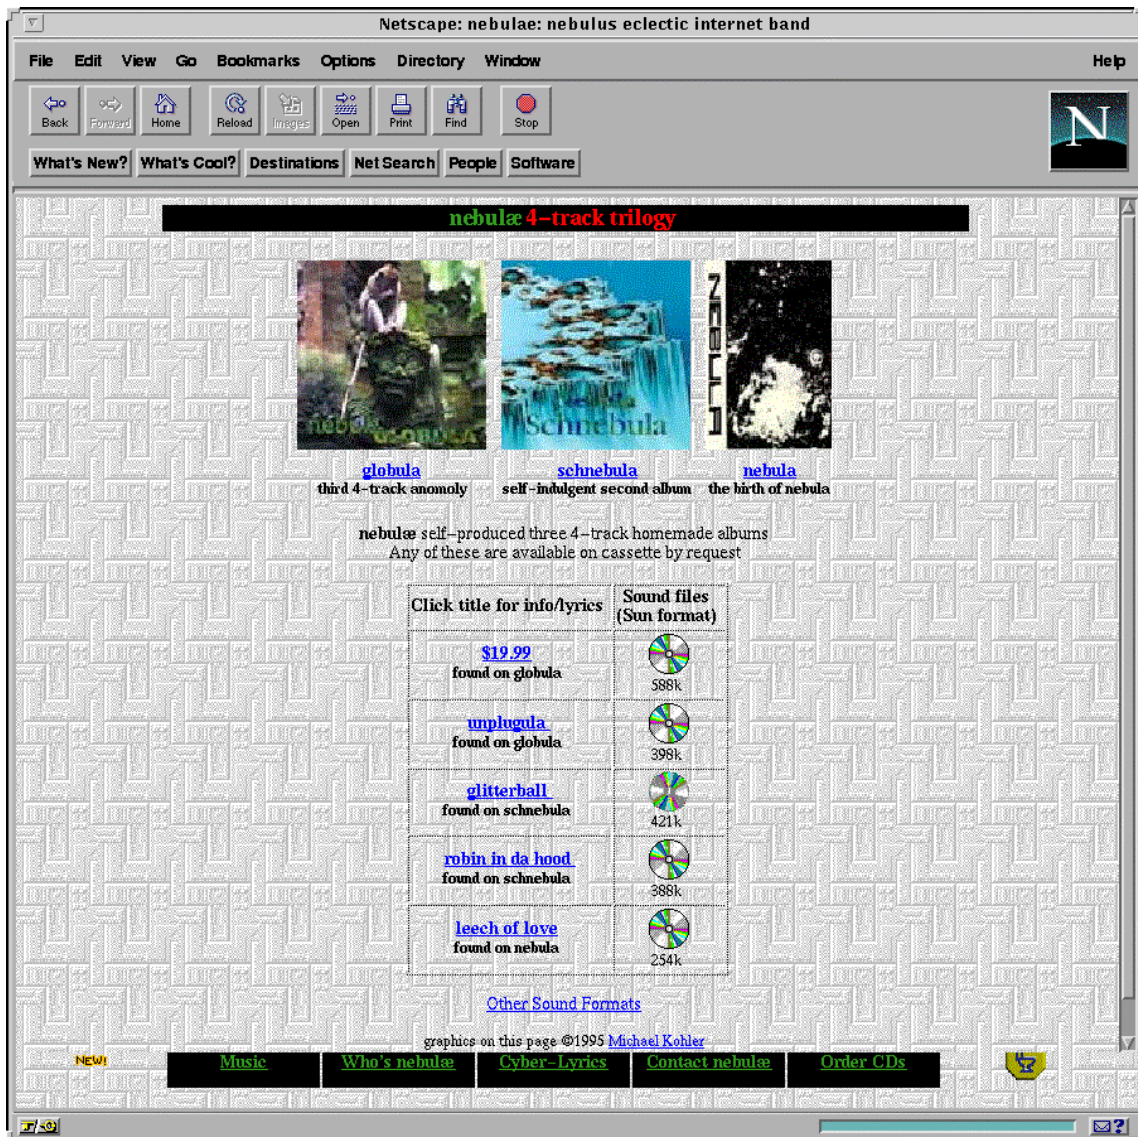 Netscape: nebulae: nebulus eclectic internet band
File Edit View Go Bookmarks Options Directory Window Help
Back Forward Home Reload Images Open Print Find Stop
N
What's New? What's Cool? Destinations Net Search People Software
nebulæ 4-track trilogy
nebula GLOBULA
Schnebula
NEBULA
globula schnebula nebula
third 4-track anomoly self-indulgent second album the birth of nebula
nebulæ self-produced three 4-track homemade albums
Any of these are available on cassette by request
Click title for info/lyrics
Sound files
(Sun format)
$19.99
found on globula
588k
unplugula
found on globula
398k
glitterball
found on schnebula
421k
robin in da hood
found on schnebula
388k
leech of love
found on nebula
254k
Other Sound Formats
graphics on this page ©1995 Michael Kohler
NEW! Music Who's nebulæ Cyber-Lyrics Contact nebulæ Order CDs
?